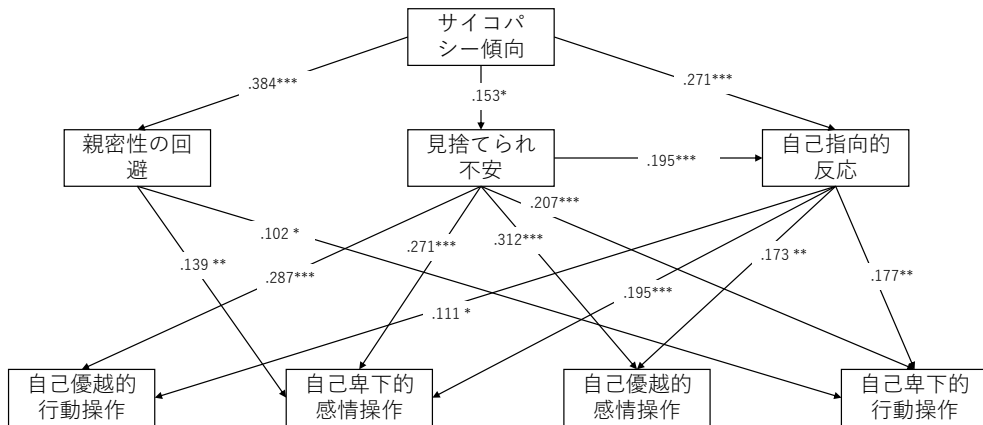 サイコパ
シー傾向
.384***
.153*
.271***
親密性の回
避
見捨てられ
不安
.195***
自己指向的
反応
.207***
.102 *
.271***
.312***
.173 **
.139 **
.287***
.177**
.195***
.111 *
自己優越的
行動操作
自己卑下的
感情操作
自己優越的
感情操作
自己卑下的
行動操作